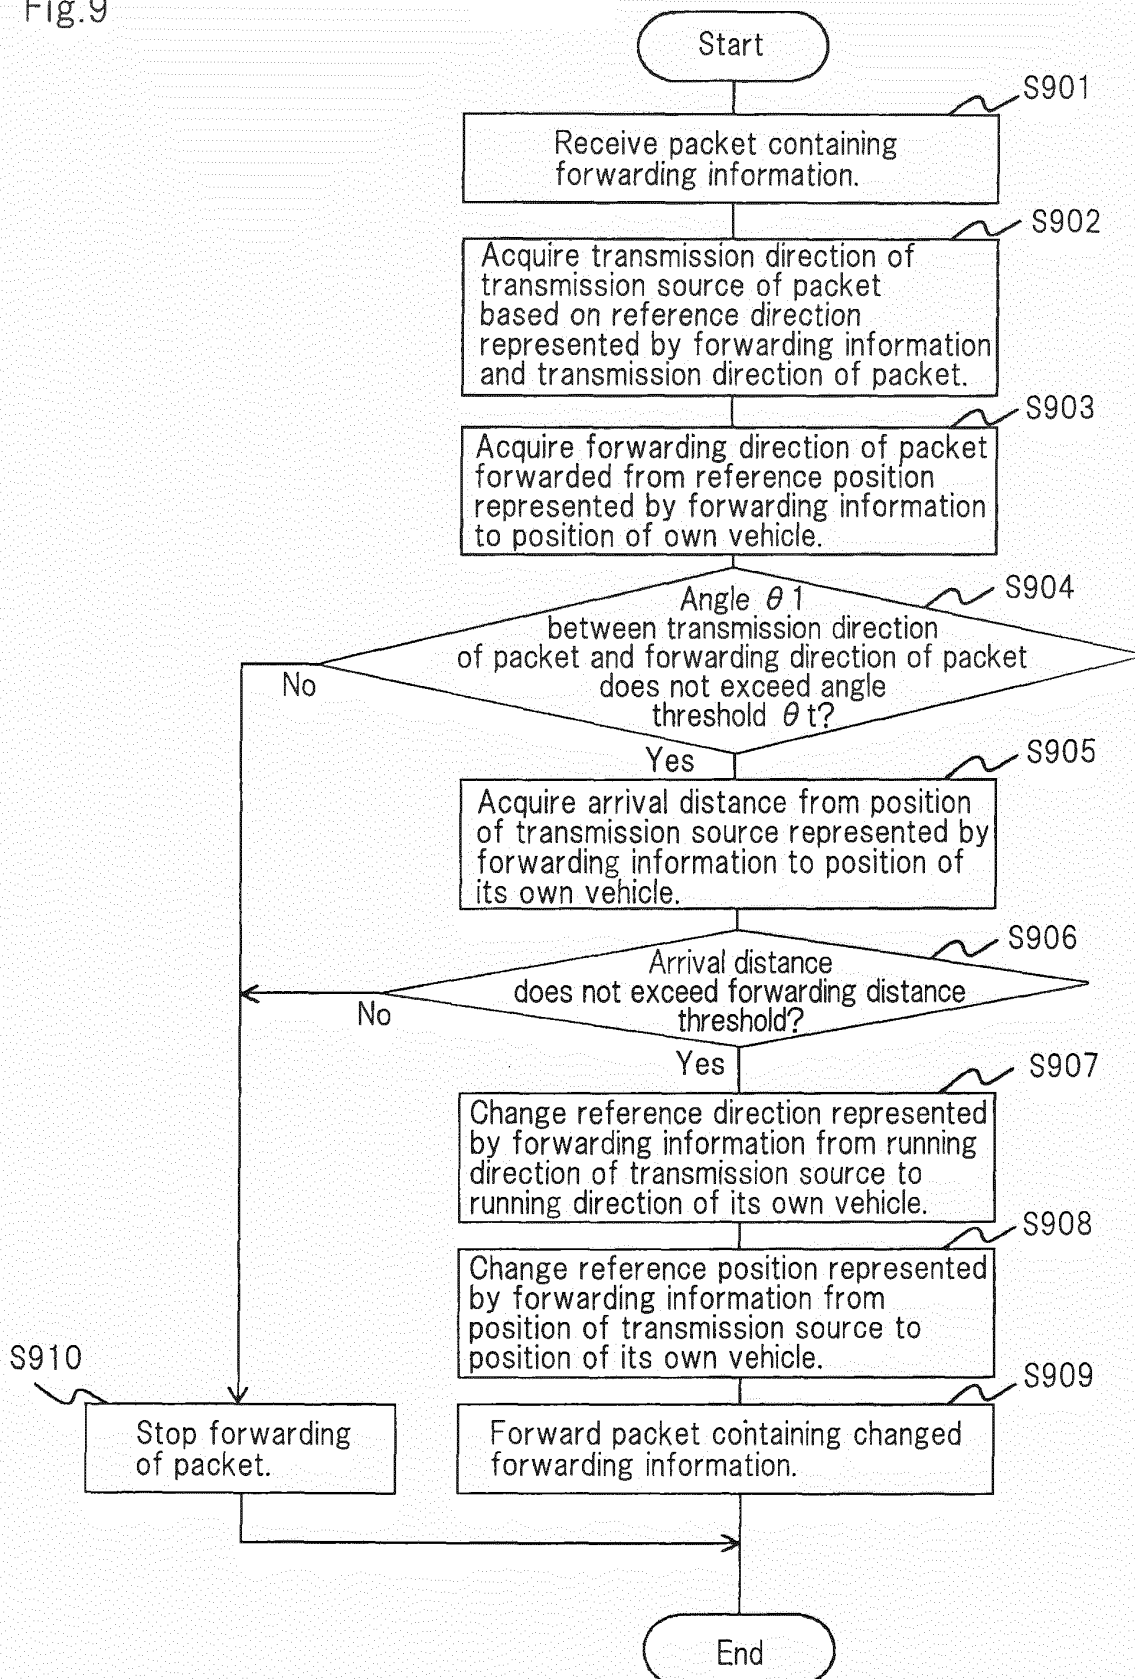 Fig.9
Start
S901
Receive packet containing
forwarding information.
S902
Acquire transmission direction of
transmission source of packet
based on reference direction
represented by forwarding information
and transmission direction of packet.
S903
Acquire forwarding direction of packet
forwarded from reference position
represented by forwarding information
to position of own vehicle.
S904
Angle θ1
between transmission direction
of packet and forwarding direction of packet
does not exceed angle
threshold θt?
No
Yes
S905
Acquire arrival distance from position
of transmission source represented by
forwarding information to position of
its own vehicle.
S906
Arrival distance
does not exceed forwarding distance
threshold?
No
Yes
S907
Change reference direction represented
by forwarding information from running
direction of transmission source to
running direction of its own vehicle.
S908
Change reference position represented
by forwarding information from
position of transmission source to
position of its own vehicle.
S910
Stop forwarding
of packet.
S909
Forward packet containing changed
forwarding information.
End